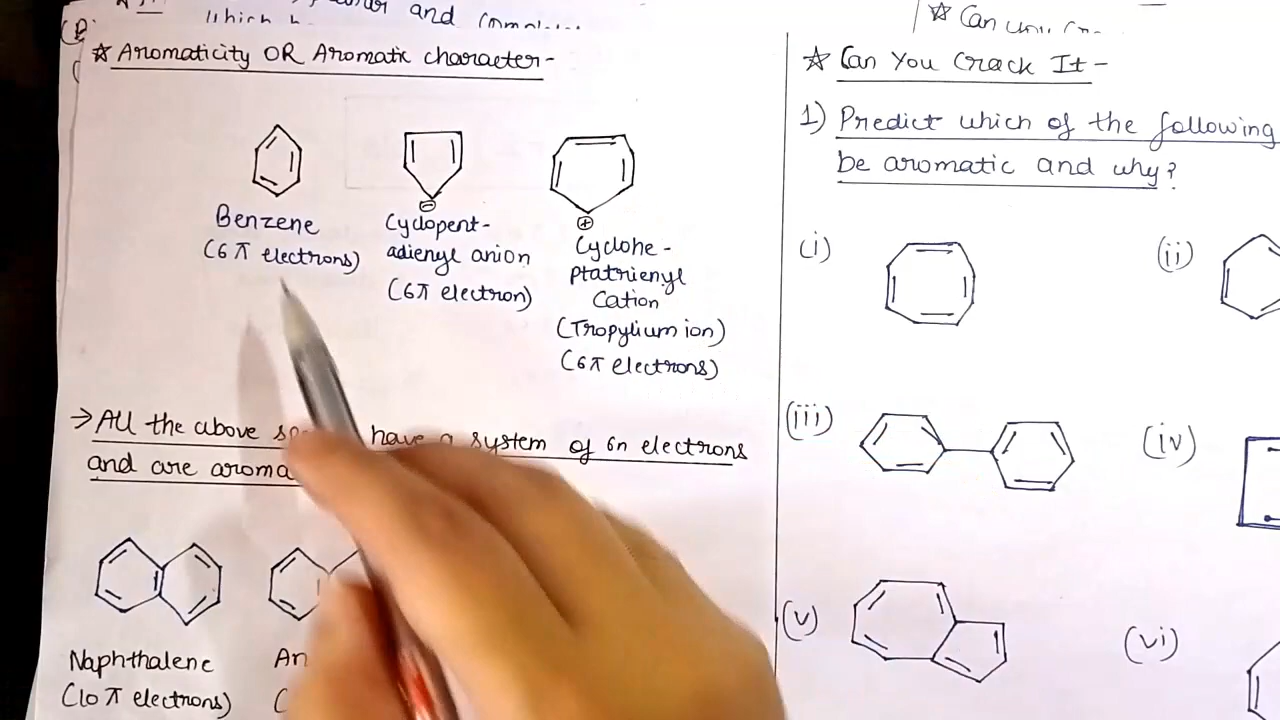 and
which
☆ Aromaticity OR Aromatic character-
Benzene
(6π electrons)
Cyclopent-
adienyl anion
(6π electron)
Cyclohe-
ptatrienyl
Cation
(Tropylium ion)
(6π electrons)
→ All the above have a system of 6n electrons
and are aroma
Naphthalene
(10 π electrons)
An
(
☆ Can
☆ Can You Crack It-
1) Predict which of the following
be aromatic and why?
(i)
(ii)
(iii)
(iv)
(v)
(vi)